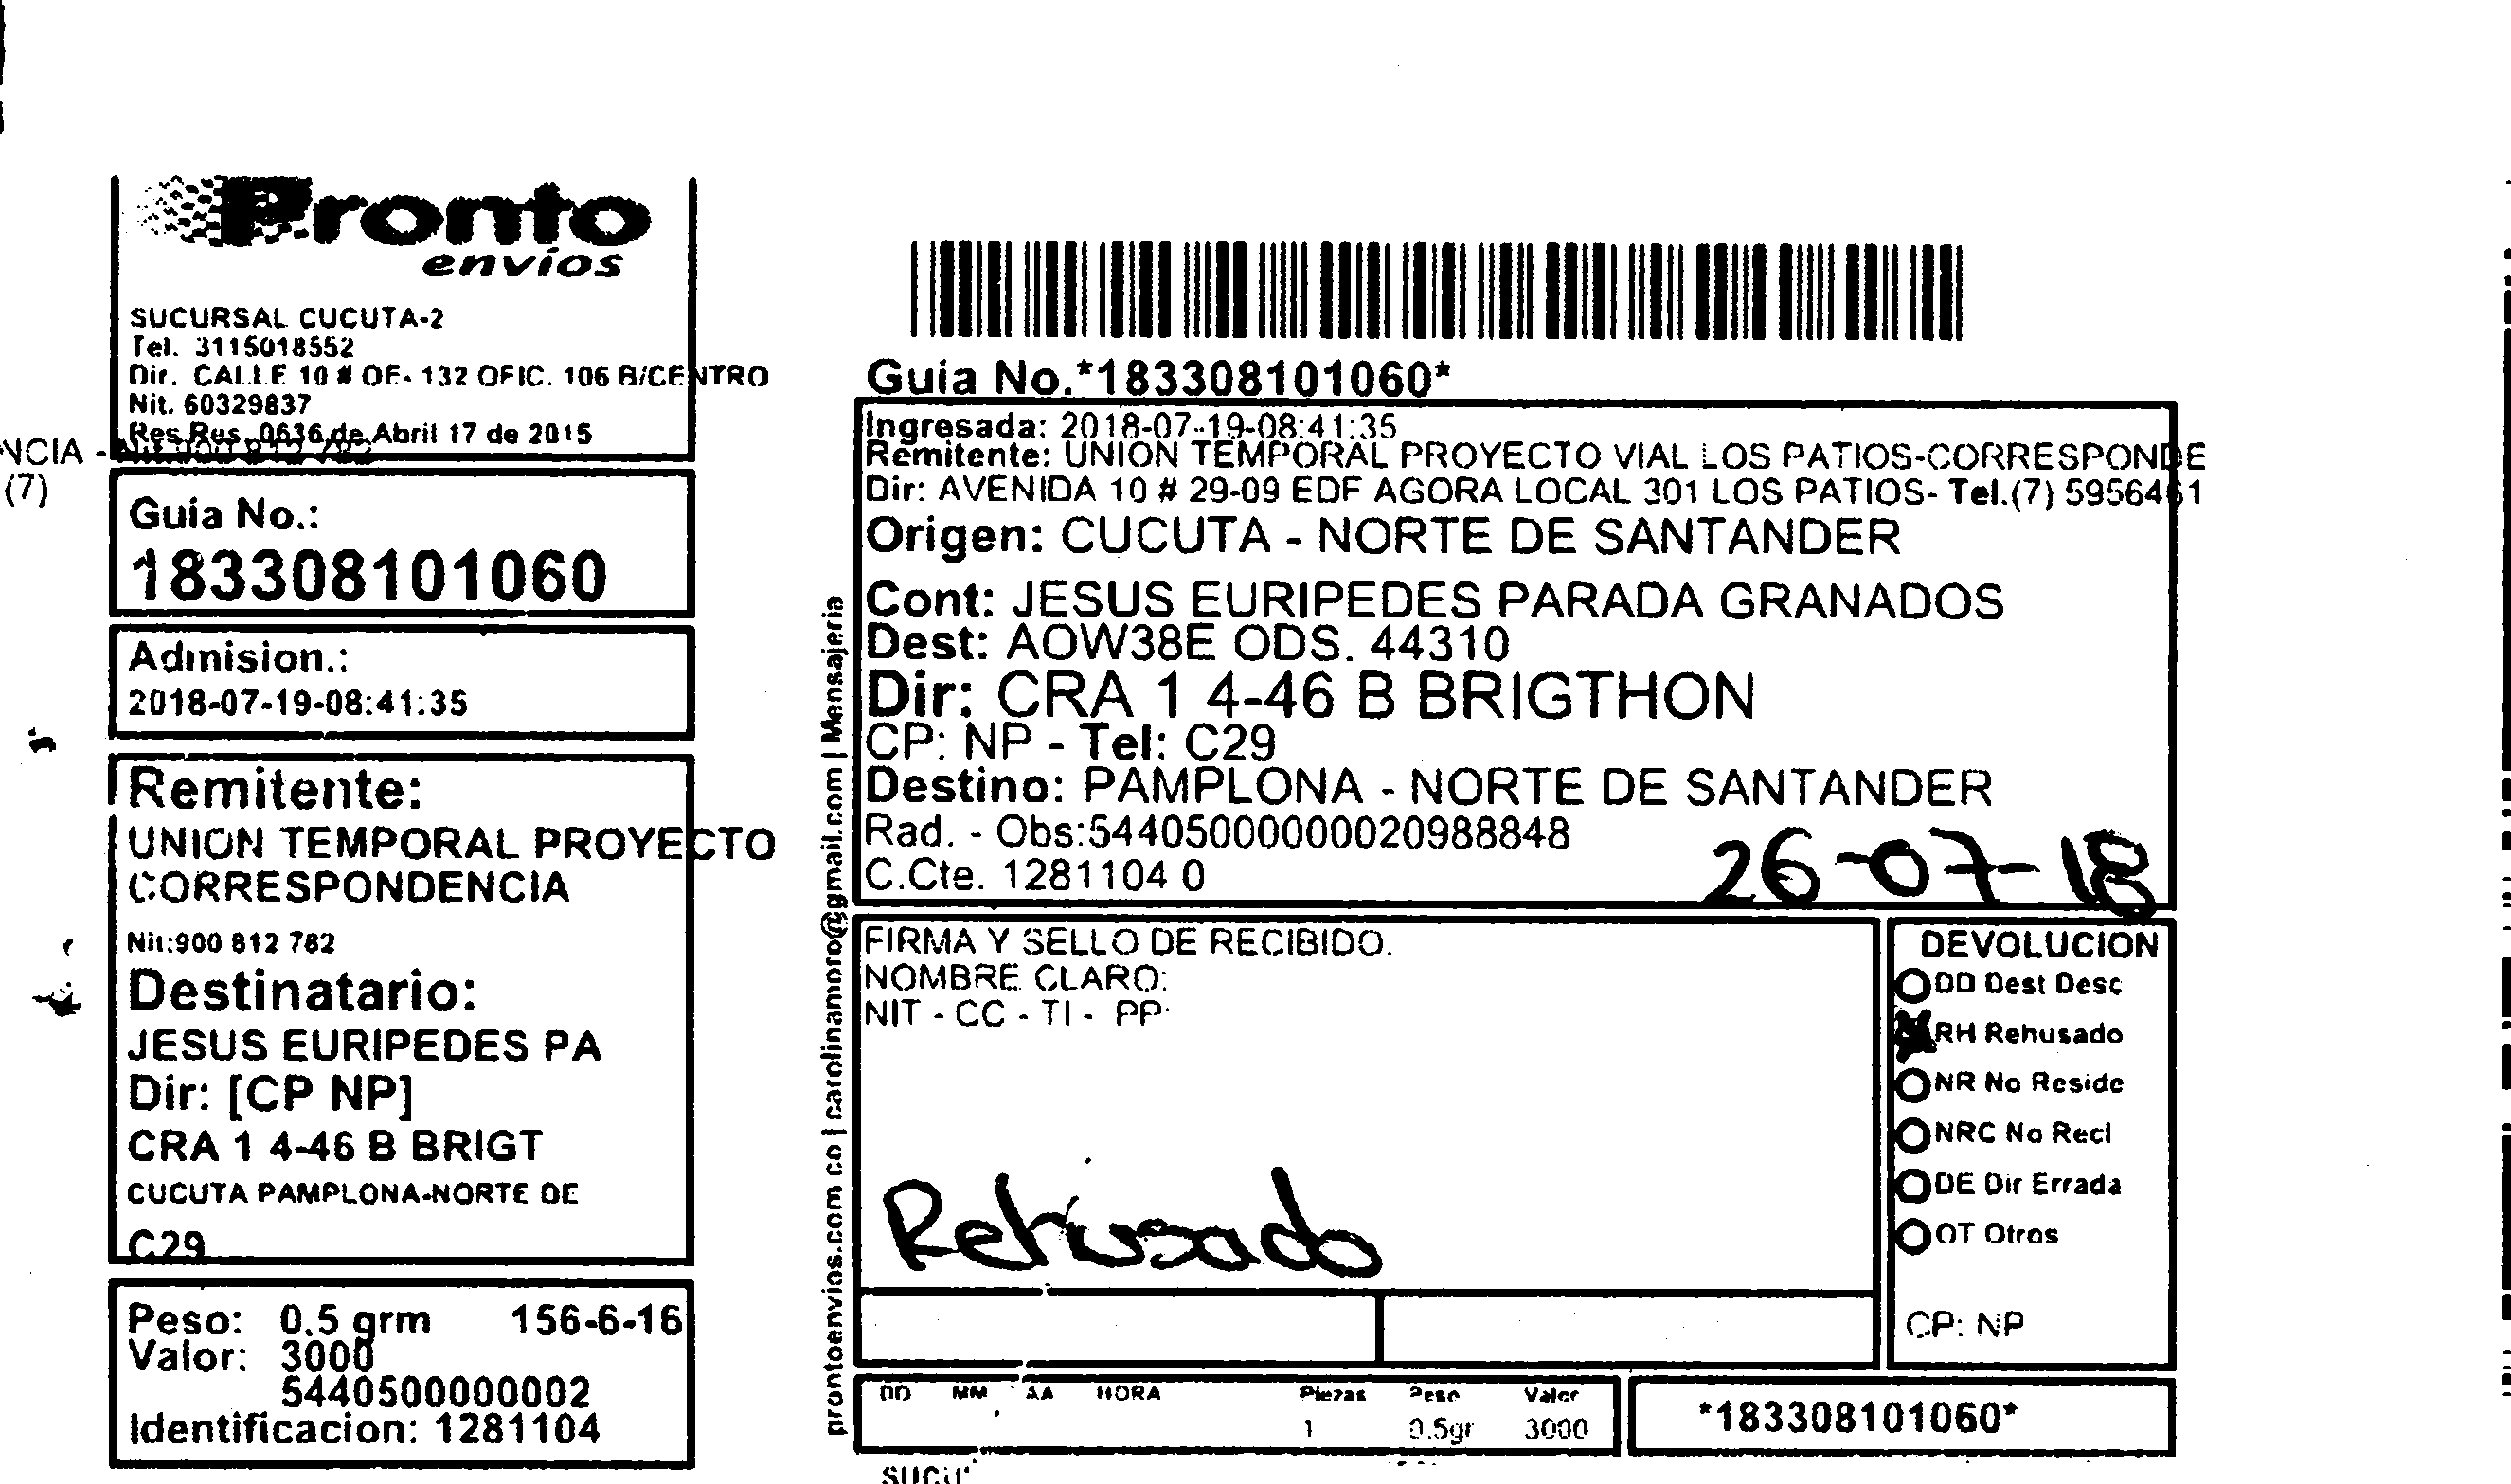 Pronto
envíos
SUCURSAL CUCUTA-2
Tel. 3115018552
Dir. CALLE 10 # OE- 132 OFIC. 106 B/CENTRO
Nit. 60329837
Res Res. 0636 de Abril 17 de 2015
NCIA -
(7)
Guia No.:
183308101060
Admision.:
2018-07-19-08:41:35
Remitente:
UNION TEMPORAL PROYECTO
CORRESPONDENCIA
Nit:900 812 782
Destinatario:
JESUS EURIPEDES PA
Dir: [CP NP]
CRA 1 4-46 B BRIGT
CUCUTA PAMPLONA-NORTE DE
C29
Peso: 0.5 grm 156-6-16
Valor: 3000
5440500000002
Identificacion: 1281104
prontoenvios.com.co | carolinamoro@gmail.com | Mensajeria
Guia No.*183308101060*
Ingresada: 2018-07-19-08:41:35
Remitente: UNION TEMPORAL PROYECTO VIAL LOS PATIOS-CORRESPONDE
Dir: AVENIDA 10 # 29-09 EDF AGORA LOCAL 301 LOS PATIOS- Tel.(7) 5956461
Origen: CUCUTA - NORTE DE SANTANDER
Cont: JESUS EURIPEDES PARADA GRANADOS
Dest: AOW38E ODS. 44310
Dir: CRA 1 4-46 B BRIGTHON
CP: NP - Tel: C29
Destino: PAMPLONA - NORTE DE SANTANDER
Rad. - Obs:544050000000020988848
C.Cte. 1281104 0
26-07-18
FIRMA Y SELLO DE RECIBIDO.
NOMBRE CLARO:
NIT - CC - TI - PP:
Rehusado
DEVOLUCION
DD Dest Desc
RH Rehusado
NR No Reside
NRC No Recl
DE Dir Errada
OT Otros
CP: NP
DD MM AA HORA Piezas Peso Valor
1 0.5gr 3000
*183308101060*